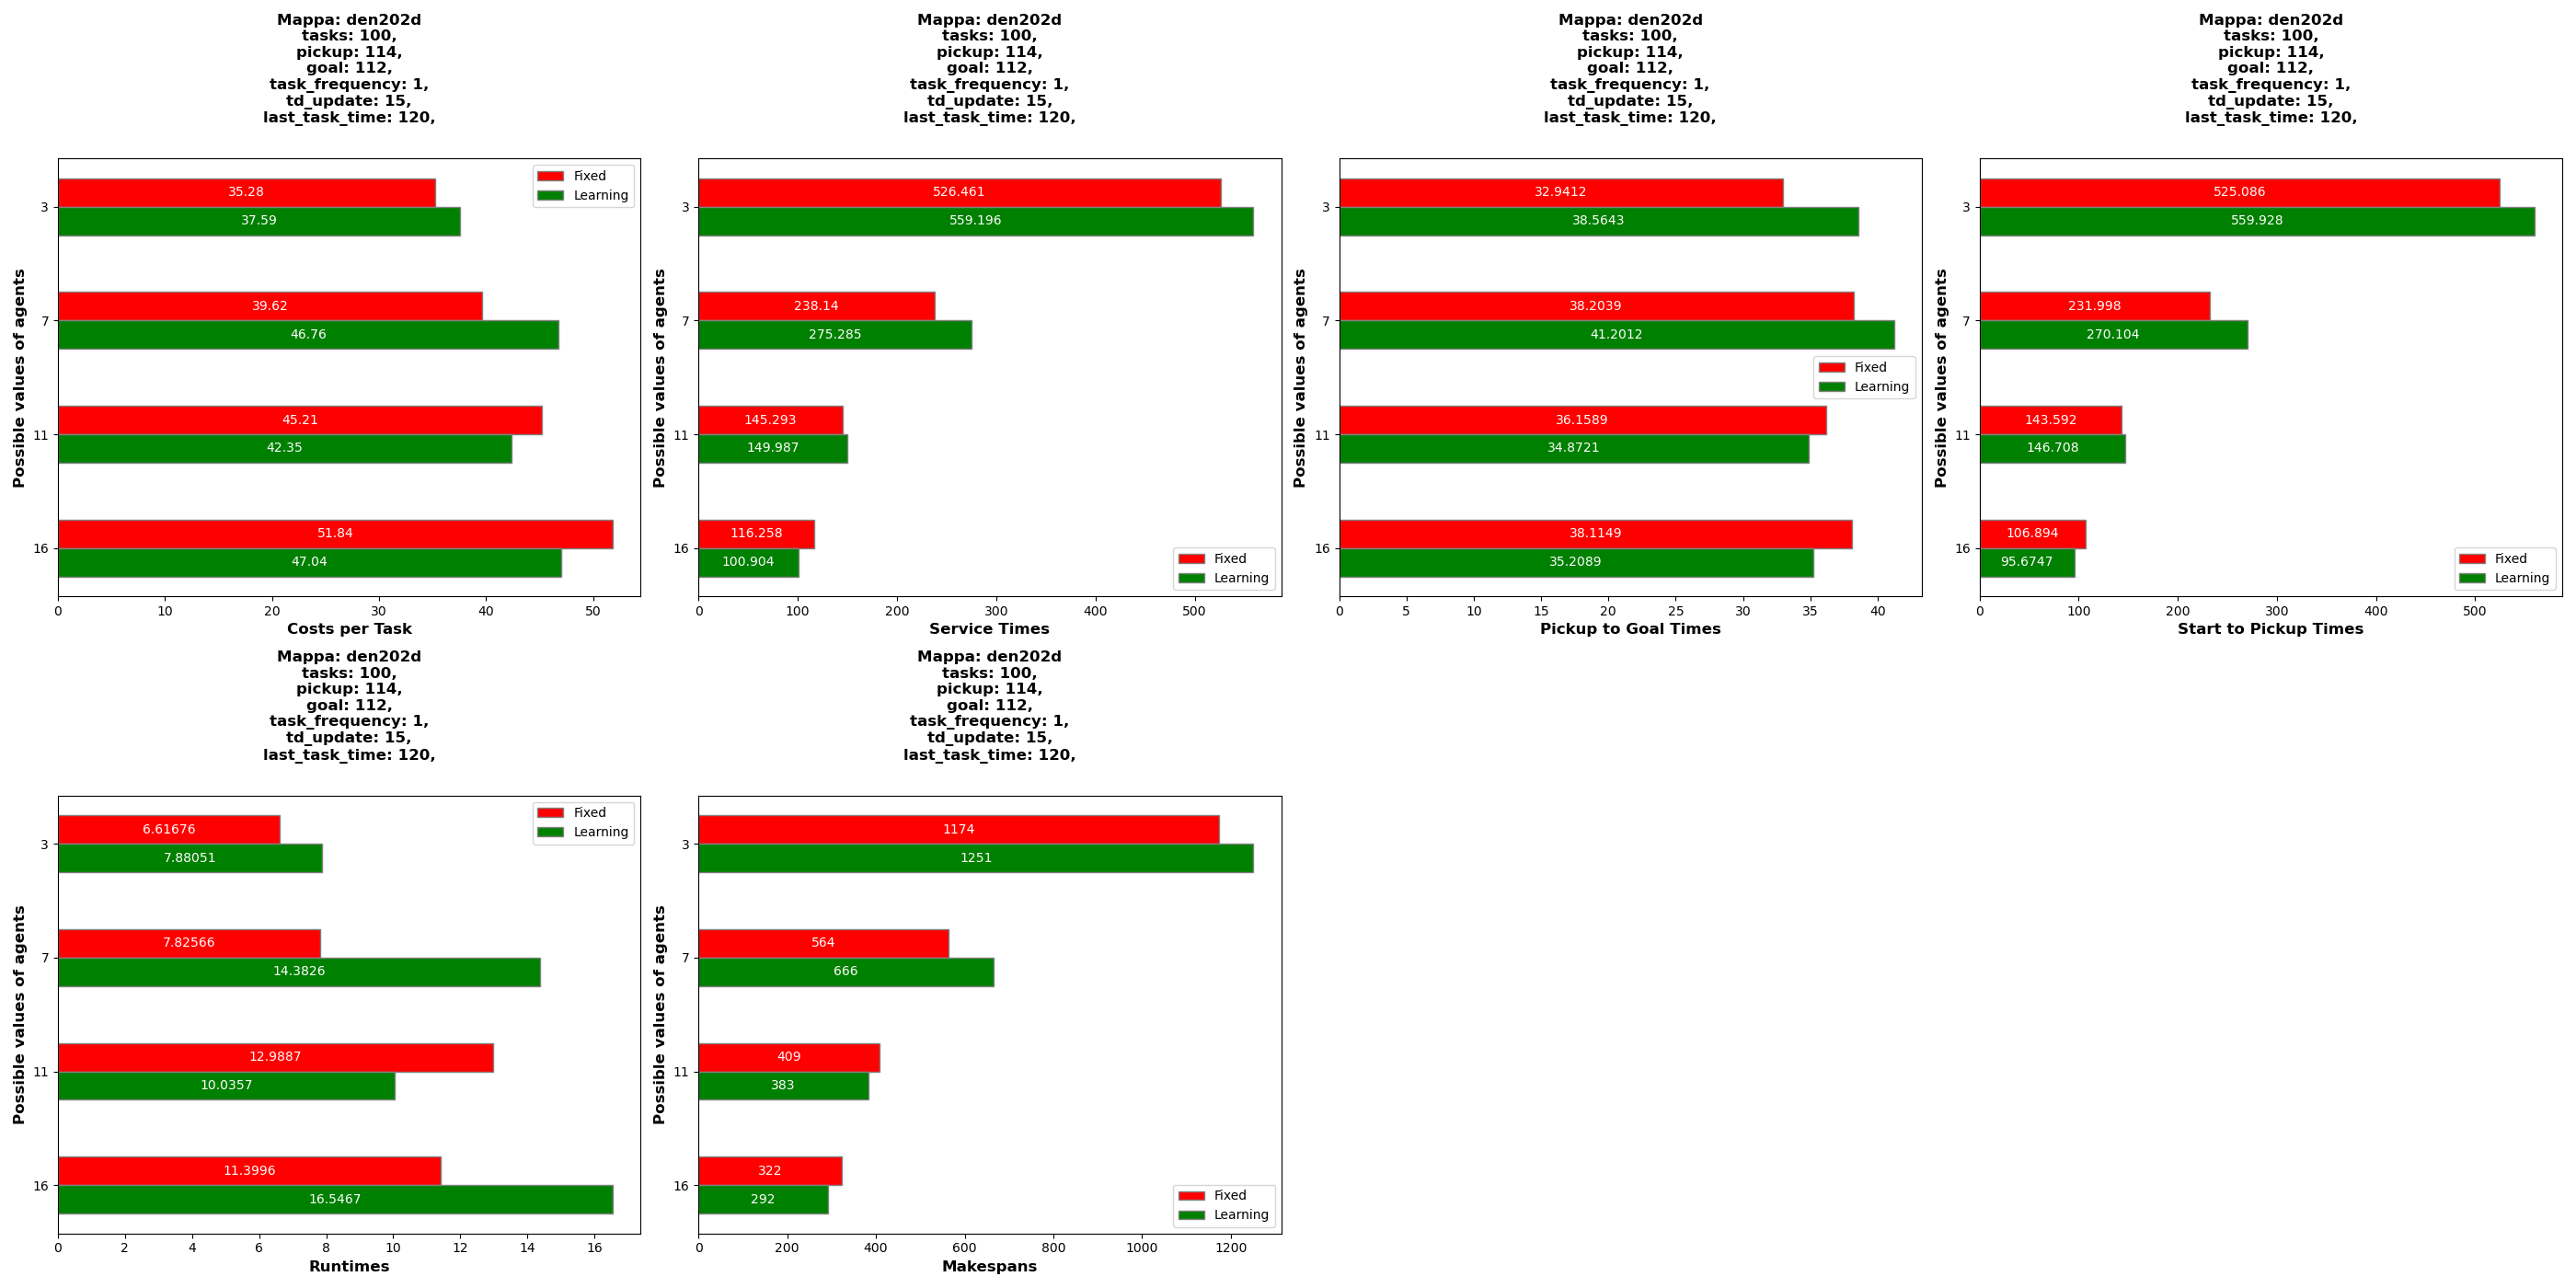 Mappa: den202d
tasks: 100,
pickup: 114,
goal: 112,
task_frequency: 1,
td_update: 15,
last_task_time: 120,
Fixed
Learning
Possible values of agents
3
35.28
37.59
7
39.62
46.76
11
45.21
42.35
16
51.84
47.04
0 10 20 30 40 50
Costs per Task
Mappa: den202d
tasks: 100,
pickup: 114,
goal: 112,
task_frequency: 1,
td_update: 15,
last_task_time: 120,
Possible values of agents
3
526.461
559.196
7
238.14
275.285
11
145.293
149.987
16
116.258
100.904
Fixed
Learning
0 100 200 300 400 500
Service Times
Mappa: den202d
tasks: 100,
pickup: 114,
goal: 112,
task_frequency: 1,
td_update: 15,
last_task_time: 120,
Possible values of agents
3
32.9412
38.5643
7
38.2039
41.2012
Fixed
Learning
11
36.1589
34.8721
16
38.1149
35.2089
0 5 10 15 20 25 30 35 40
Pickup to Goal Times
Mappa: den202d
tasks: 100,
pickup: 114,
goal: 112,
task_frequency: 1,
td_update: 15,
last_task_time: 120,
Possible values of agents
3
525.086
559.928
7
231.998
270.104
11
143.592
146.708
16
106.894
95.6747
Fixed
Learning
0 100 200 300 400 500
Start to Pickup Times
Mappa: den202d
tasks: 100,
pickup: 114,
goal: 112,
task_frequency: 1,
td_update: 15,
last_task_time: 120,
Fixed
Learning
Possible values of agents
3
6.61676
7.88051
7
7.82566
14.3826
11
12.9887
10.0357
16
11.3996
16.5467
0 2 4 6 8 10 12 14 16
Runtimes
Mappa: den202d
tasks: 100,
pickup: 114,
goal: 112,
task_frequency: 1,
td_update: 15,
last_task_time: 120,
Possible values of agents
3
1174
1251
7
564
666
11
409
383
16
322
292
Fixed
Learning
0 200 400 600 800 1000 1200
Makespans